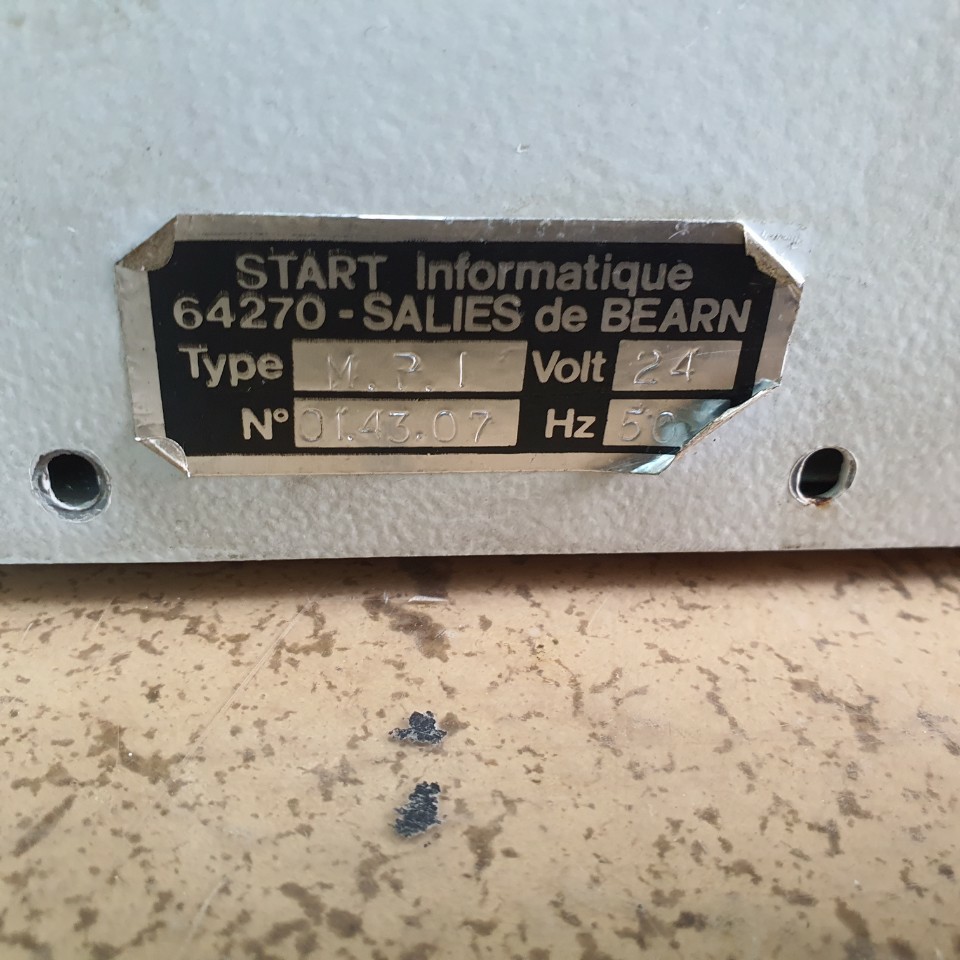 START Informatique
64270 - SALIES de BEARN
Type M.P.I Volt 24
N° 01.43.07 Hz 50